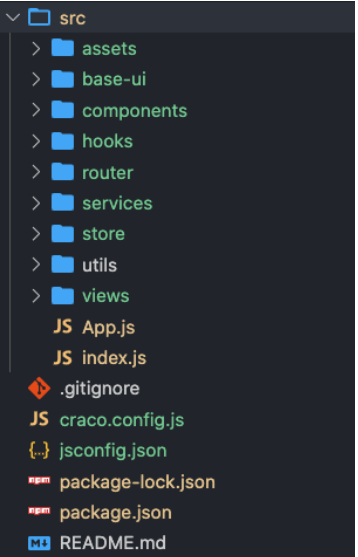 src
assets
base-ui
components
hooks
router
services
store
utils
views
JS App.js
JS index.js
.gitignore
JS craco.config.js
{..} jsconfig.json
npm package-lock.json
npm package.json
M README.md